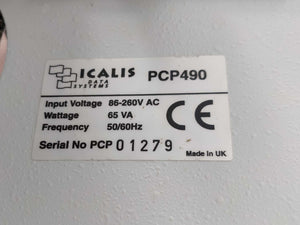 ICALIS
DATA
SYSTEMS
PCP490
Input Voltage 86-260V AC
Wattage 65 VA
Frequency 50/60Hz
CE
Serial No PCP 01279
Made in UK